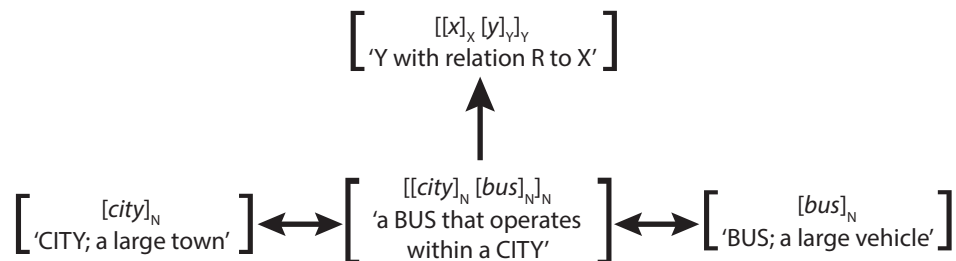 [[x]X [y]Y]Y
'Y with relation R to X'
[city]N
'CITY; a large town'
[[city]N [bus]N]N
'a BUS that operates
within a CITY'
[bus]N
'BUS; a large vehicle'